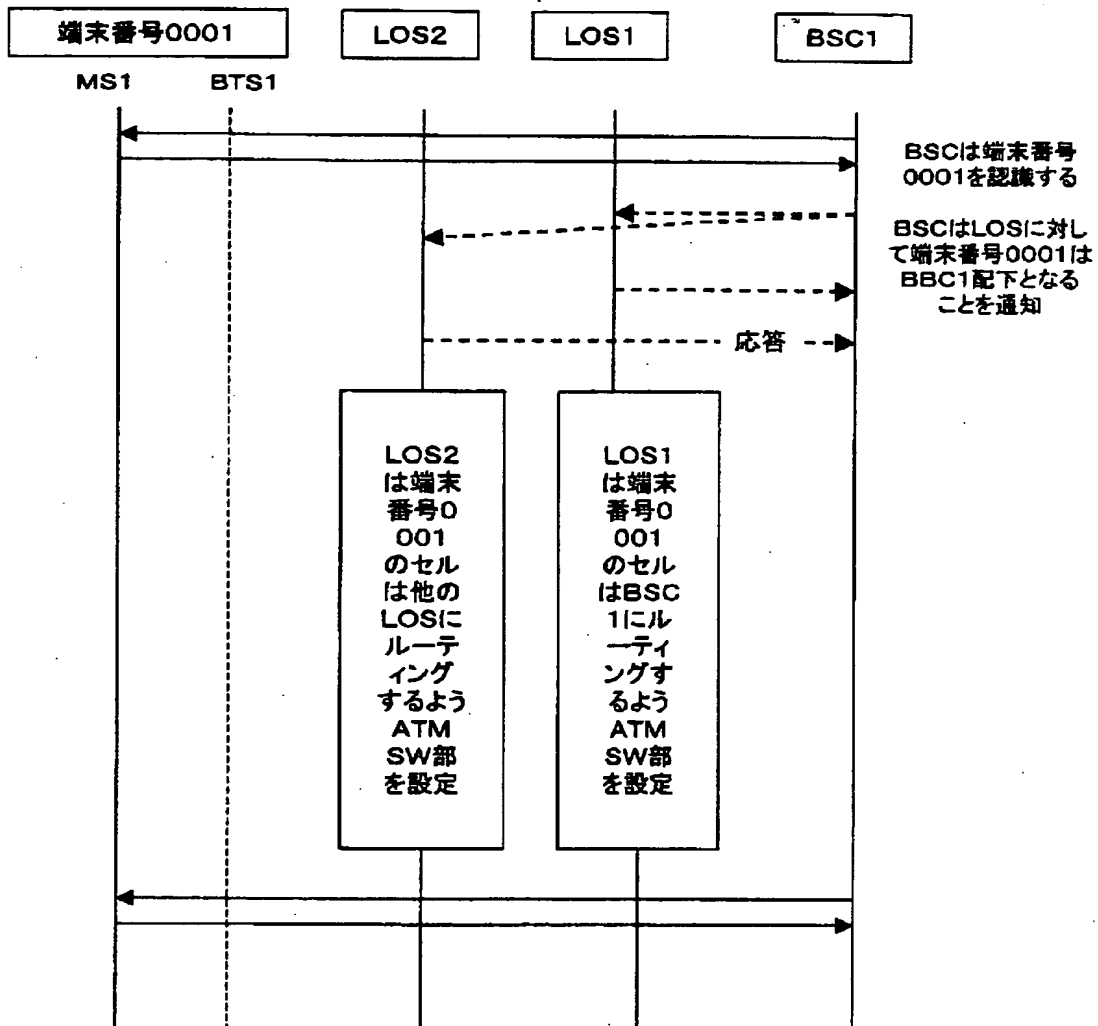 端末番号0001
LOS2
LOS1
BSC1
MS1
BTS1
BSCは端末番号
0001を認識する
BSCはLOSに対し
て端末番号0001は
BBC1配下となる
ことを通知
応答
LOS2
は端末
番号0
001
のセル
は他の
LOSに
ルーテ
ィング
するよう
ATM
SW部
を設定
LOS1
は端末
番号0
001
のセル
はBSC
1にル
ーティ
ングす
るよう
ATM
SW部
を設定